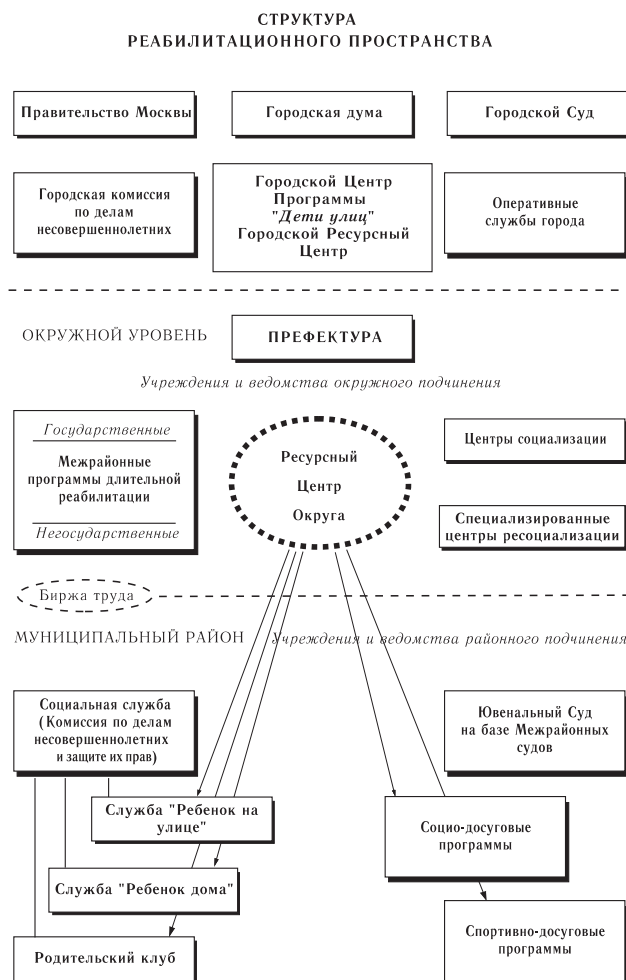 СТРУКТУРА
РЕАБИЛИТАЦИОННОГО ПРОСТРАНСТВА
Правительство Москвы
Городская дума
Городской Суд
Городская комиссия
по делам
несовершеннолетних
Городской Центр
Программы
"Дети улиц"
Городской Ресурсный
Центр
Оперативные
службы города
ОКРУЖНОЙ УРОВЕНЬ
ПРЕФЕКТУРА
Учреждения и ведомства окружного подчинения
Государственные
Межрайонные
программы длительной
реабилитации
Негосударственные
Ресурсный
Центр
Округа
Центры социализации
Специализированные
центры ресоциализации
Биржа труда
МУНИЦИПАЛЬНЫЙ РАЙОН
Учреждения и ведомства районного подчинения
Социальная служба
(Комиссия по делам
несовершеннолетних
и защите их прав)
Ювенальный Суд
на базе Межрайонных
судов
Служба "Ребенок на
улице"
Социо-досуговые
программы
Служба "Ребенок дома"
Родительский клуб
Спортивно-досуговые
программы